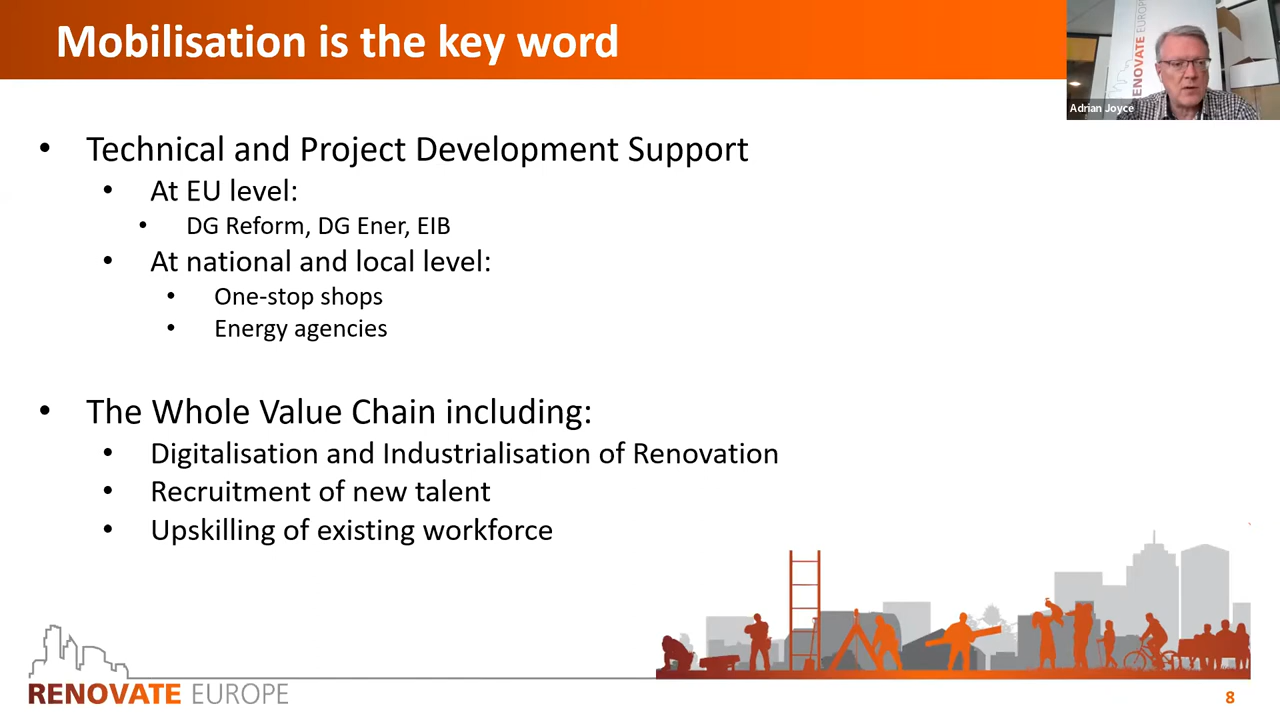 Mobilisation is the key word
RENOVATE EUROPE
Adrian Joyce
• Technical and Project Development Support
• At EU level:
• DG Reform, DG Ener, EIB
• At national and local level:
• One-stop shops
• Energy agencies
• The Whole Value Chain including:
• Digitalisation and Industrialisation of Renovation
• Recruitment of new talent
• Upskilling of existing workforce
RENOVATE EUROPE
8